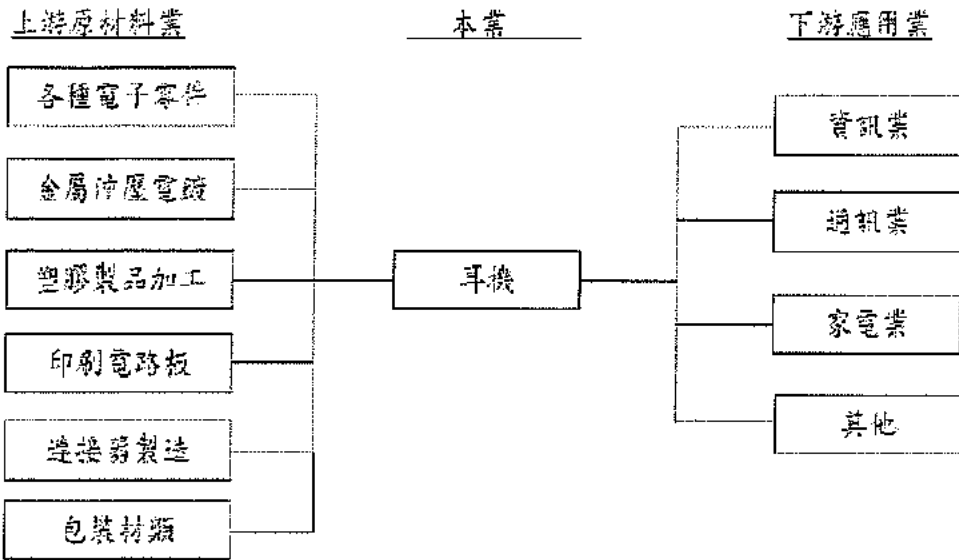 上游原材料業
本業
下游應用業
各種電子零件
金屬沖壓電鍍
塑膠製品加工
印刷電路板
連接器製造
包裝材類
耳機
資訊業
通訊業
家電業
其他